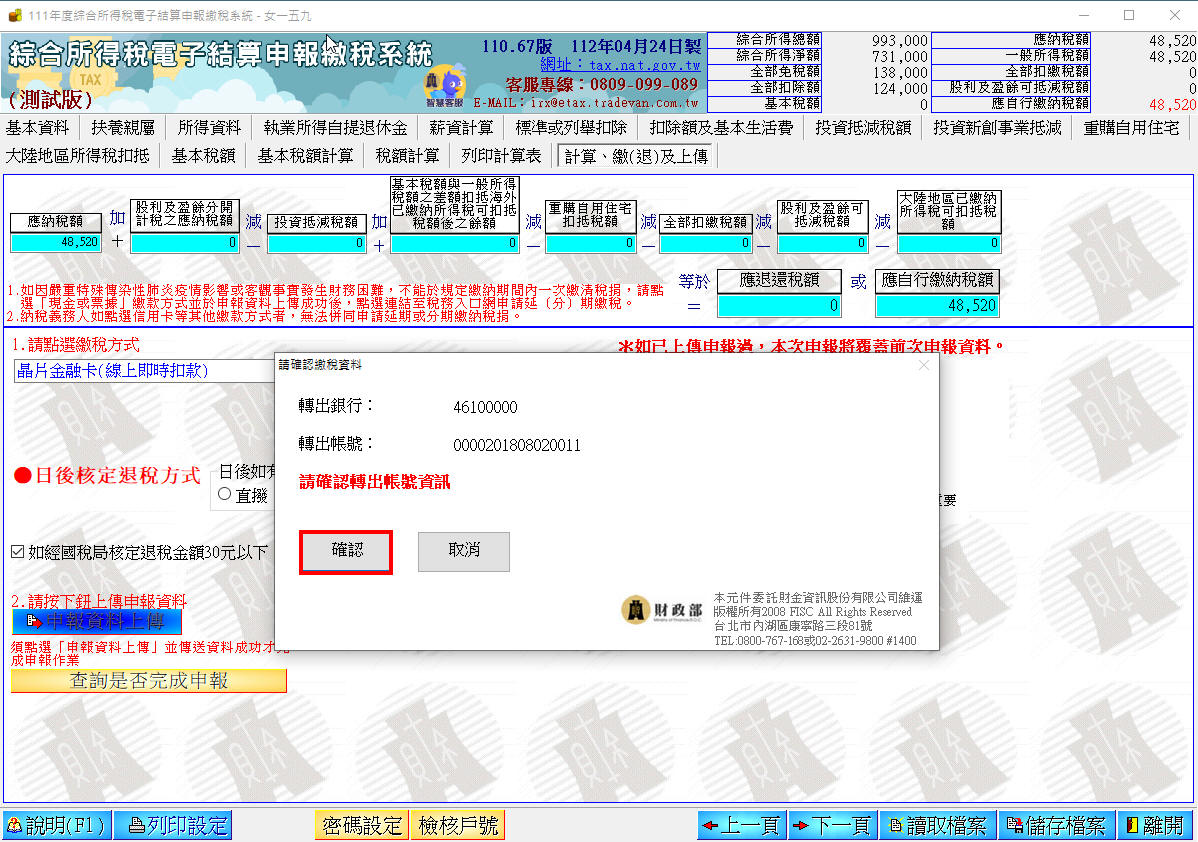 111年度綜合所得稅電子結算申報繳稅系統 - 女一五九
綜合所得稅電子結算申報繳稅系統
TAX
(測試版)
智慧客服
110.67版 112年04月24日製
網址：tax.nat.gov.tw
客服專線：0809-099-089
E-MAIL：irx@etax.tradevan.com.tw
綜合所得總額 993,000 應納稅額 48,520
綜合所得淨額 731,000 一般所得稅額 48,520
全部免稅額 138,000 全部扣繳稅額 0
全部扣除額 124,000 股利及盈餘可抵減稅額 0
基本稅額 0 應自行繳納稅額 48,520
基本資料 扶養親屬 所得資料 執業所得自提退休金 薪資計算 標準或列舉扣除 扣除額及基本生活費 投資抵減稅額 投資新創事業抵減 重購自用住宅
大陸地區所得稅扣抵 基本稅額 基本稅額計算 稅額計算 列印計算表 計算、繳(退)及上傳
應納稅額
48,520
加
＋
股利及盈餘分開
計稅之應納稅額
0
減
－
投資抵減稅額
0
加
＋
基本稅額與一般所得
稅額之差額扣抵海外
已繳納所得稅可扣抵
稅額後之餘額
0
減
－
重購自用住宅
扣抵稅額
0
減
－
全部扣繳稅額
0
減
－
股利及盈餘可
抵減稅額
0
減
－
大陸地區已繳納
所得稅可扣抵稅
額
0
等於
＝
應退還稅額
0
或
應自行繳納稅額
48,520
1.如因嚴重特殊傳染性肺炎疫情影響或客觀事實發生財務困難，不能於規定繳納期間內一次繳清稅捐，請點
選「現金或票據」繳款方式並於申報資料上傳成功後，點選連結至稅務入口網申請延（分）期繳稅。
2.納稅義務人如點選信用卡等其他繳款方式者，無法併同申請延期或分期繳納稅捐。
1.請點選繳稅方式
＊如已上傳申報過，本次申報將覆蓋前次申報資料。
晶片金融卡(線上即時扣款)
●日後核定退稅方式
日後如有
直撥
重要
如經國稅局核定退稅金額30元以下
2.請按下鈕上傳申報資料
申報資料上傳
須點選「申報資料上傳」並傳送資料成功才完
成申報作業
查詢是否完成申報
請確認繳稅資料
轉出銀行： 46100000
轉出帳號： 0000201808020011
請確認轉出帳號資訊
確認 取消
財政部
Ministry of Finance,R.O.C.
本元件委託財金資訊股份有限公司維運
版權所有2008 FISC All Rights Reserved
台北市內湖區康寧路三段81號
TEL:0800-767-168或02-2631-9800 #1400
說明(F1) 列印設定 密碼設定 檢核戶號 上一頁 下一頁 讀取檔案 儲存檔案 離開